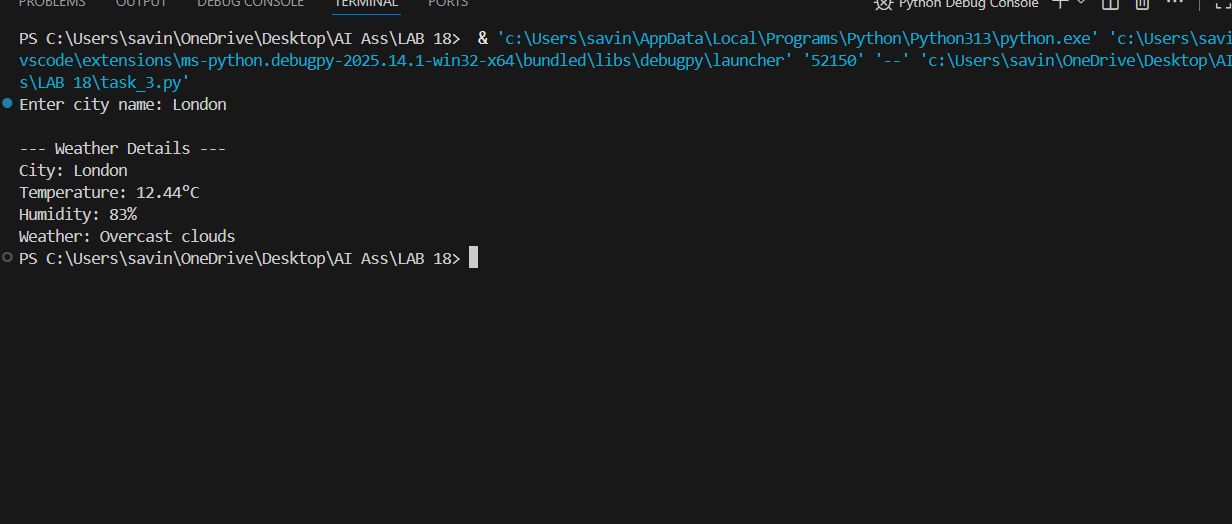 PROBLEMS OUTPUT DEBUG CONSOLE TERMINAL PORTS Python Debug Console
PS C:\Users\savin\OneDrive\Desktop\AI Ass\LAB 18>  & 'c:\Users\savin\AppData\Local\Programs\Python\Python313\python.exe' 'c:\Users\savi
vscode\extensions\ms-python.debugpy-2025.14.1-win32-x64\bundled\libs\debugpy\launcher' '52150' '--' 'c:\Users\savin\OneDrive\Desktop\AI
s\LAB 18\task_3.py'
Enter city name: London
--- Weather Details ---
City: London
Temperature: 12.44°C
Humidity: 83%
Weather: Overcast clouds
PS C:\Users\savin\OneDrive\Desktop\AI Ass\LAB 18>